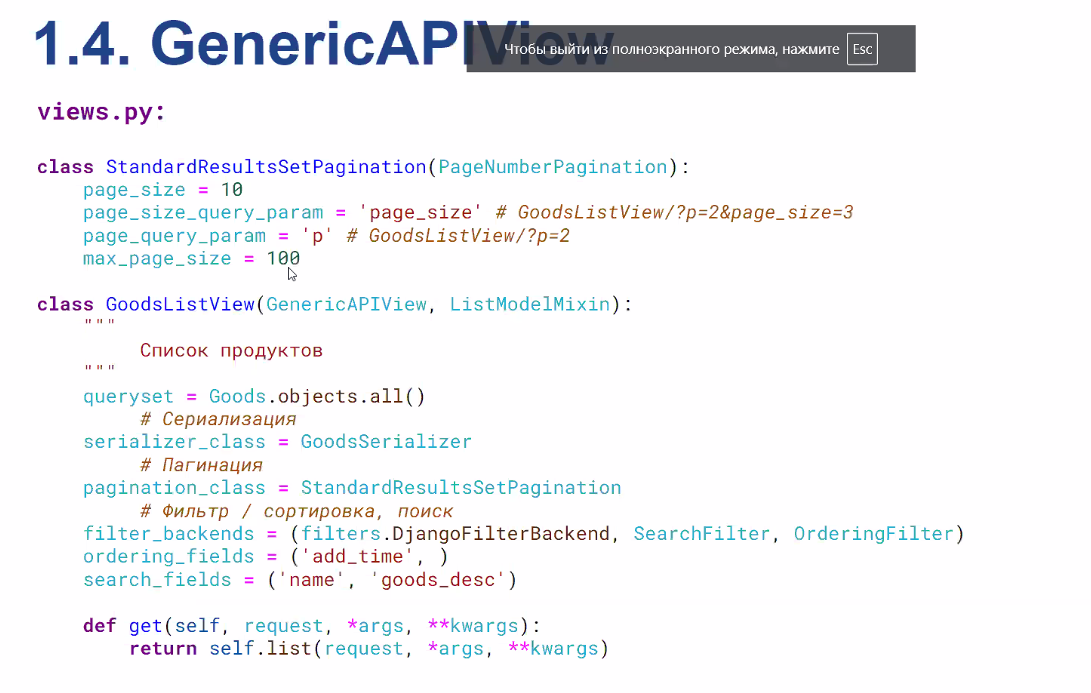 1.4. GenericAPIView
Чтобы выйти из полноэкранного режима, нажмите Esc
views.py:
class StandardResultsSetPagination(PageNumberPagination):
    page_size = 10
    page_size_query_param = 'page_size' # GoodsListView/?p=2&page_size=3
    page_query_param = 'p' # GoodsListView/?p=2
    max_page_size = 100
class GoodsListView(GenericAPIView, ListModelMixin):
    """
         Список продуктов
    """
    queryset = Goods.objects.all()
         # Сериализация
    serializer_class = GoodsSerializer
         # Пагинация
    pagination_class = StandardResultsSetPagination
         # Фильтр / сортировка, поиск
    filter_backends = (filters.DjangoFilterBackend, SearchFilter, OrderingFilter)
    ordering_fields = ('add_time', )
    search_fields = ('name', 'goods_desc')
    def get(self, request, *args, **kwargs):
        return self.list(request, *args, **kwargs)